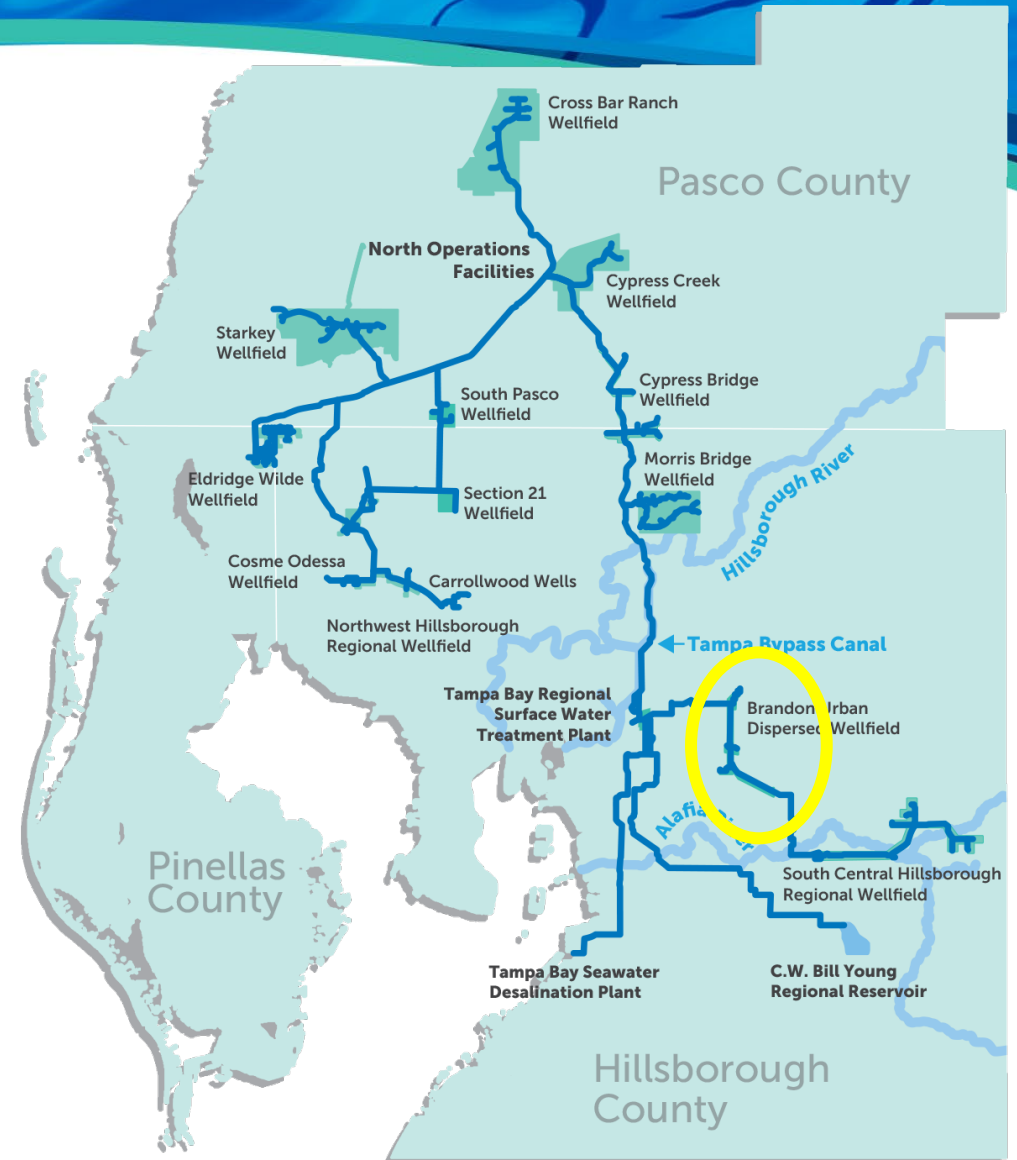 Cross Bar Ranch
Wellfield
Pasco County
North Operations
Facilities
Cypress Creek
Wellfield
Starkey
Wellfield
Cypress Bridge
Wellfield
South Pasco
Wellfield
Morris Bridge
Wellfield
Hillsborough River
Eldridge Wilde
Wellfield
Section 21
Wellfield
Cosme Odessa
Wellfield
Carrollwood Wells
Northwest Hillsborough
Regional Wellfield
Tampa Bypass Canal
Tampa Bay Regional
Surface Water
Treatment Plant
Brandon Urban
Dispersed Wellfield
Alafia River
Pinellas
County
South Central Hillsborough
Regional Wellfield
Tampa Bay Seawater
Desalination Plant
C.W. Bill Young
Regional Reservoir
Hillsborough
County